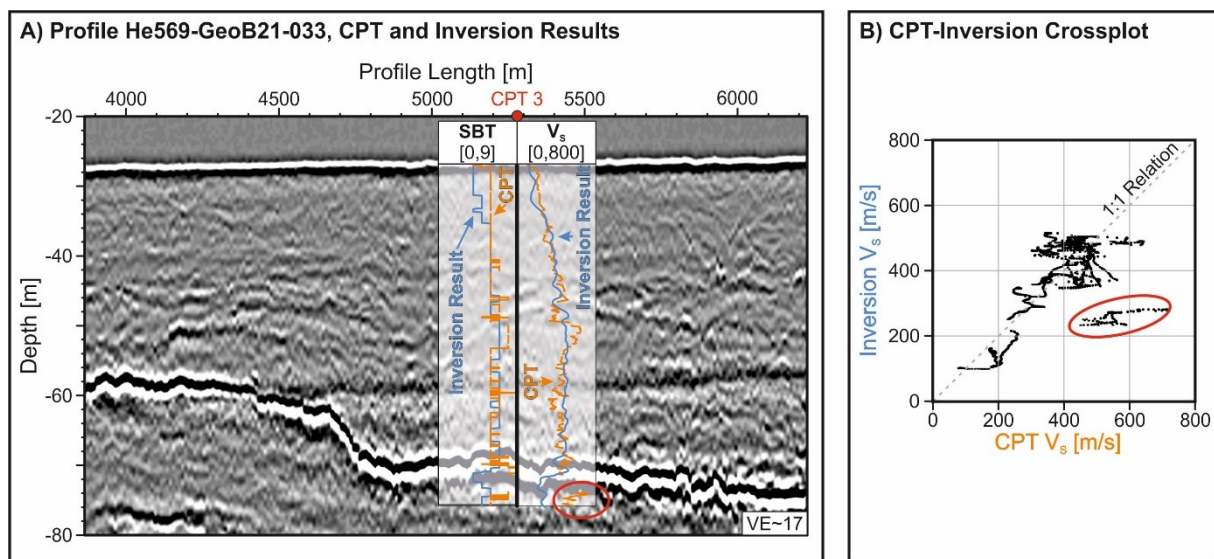 A) Profile He569-GeoB21-033, CPT and Inversion Results
Profile Length [m]
4000 4500 5000 CPT 3 5500 6000
Depth [m]
-20
-40
-60
-80
SBT
[0,9]
Vs
[0,800]
CPT
Inversion Result
Inversion Result
CPT
VE~17
B) CPT-Inversion Crossplot
Inversion Vs [m/s]
800
600
400
200
0
1:1 Relation
0 200 400 600 800
CPT Vs [m/s]